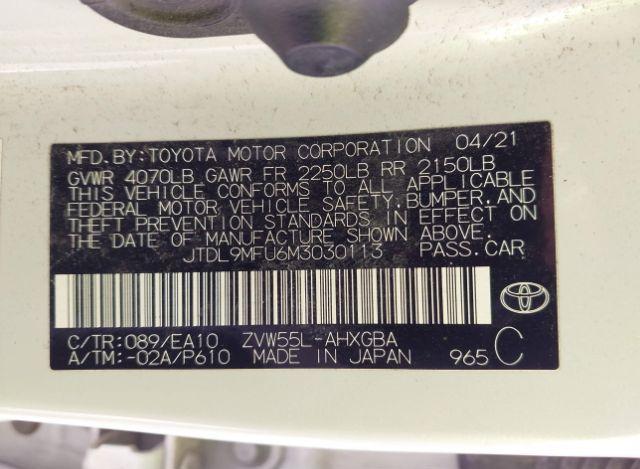 MFD. BY: TOYOTA MOTOR CORPORATION 04/21
GVWR 4070LB GAWR FR 2250LB RR 2150LB
THIS VEHICLE CONFORMS TO ALL APPLICABLE
FEDERAL MOTOR VEHICLE SAFETY, BUMPER, AND
THEFT PREVENTION STANDARDS IN EFFECT ON
THE DATE OF MANUFACTURE SHOWN ABOVE.
JTDL9MFU6M3030113 PASS. CAR
C/TR: 089/EA10 ZVW55L-AHXGBA
A/TM: -02A/P610 MADE IN JAPAN 965 C